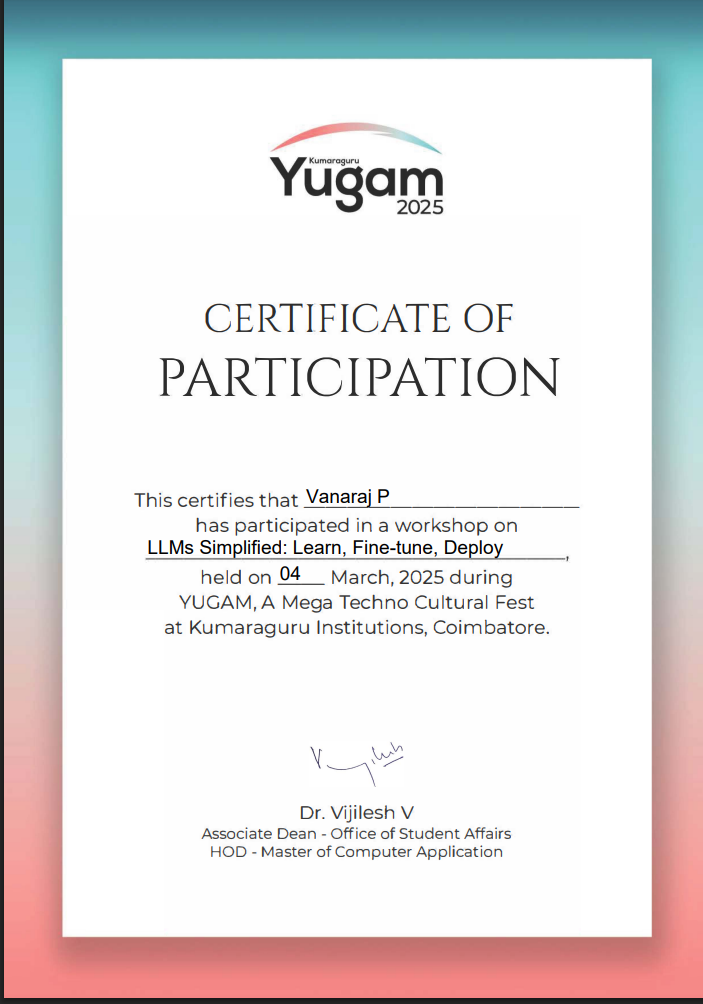 Kumaraguru
Yugam
2025
CERTIFICATE OF
PARTICIPATION
This certifies that Vanaraj P
has participated in a workshop on
LLMs Simplified: Learn, Fine-tune, Deploy,
held on 04 March, 2025 during
YUGAM, A Mega Techno Cultural Fest
at Kumaraguru Institutions, Coimbatore.
Dr. Vijilesh V
Associate Dean - Office of Student Affairs
HOD - Master of Computer Application